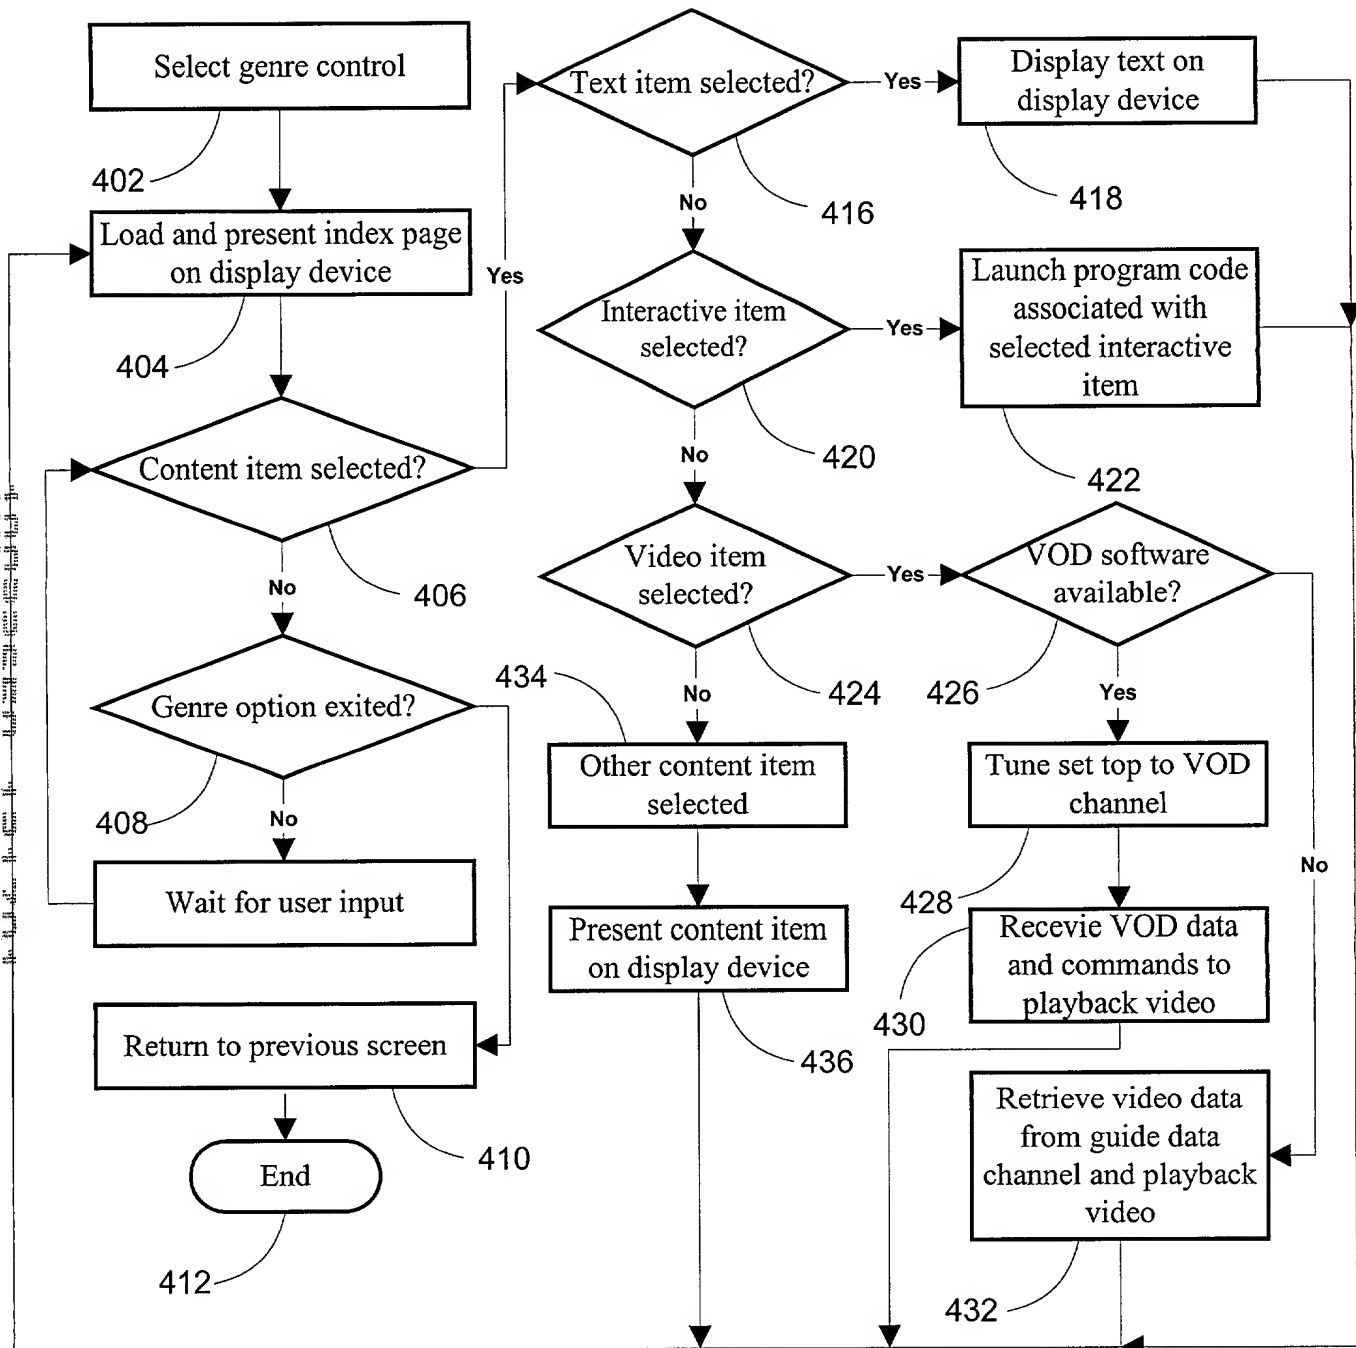 Select genre control
402
Load and present index page
on display device
404
Content item selected?
Yes
406
No
Genre option exited?
408
No
Wait for user input
Return to previous screen
410
End
412
Text item selected?
Yes
416
No
Display text on
display device
418
Interactive item
selected?
Yes
420
No
Launch program code
associated with
selected interactive
item
422
Video item
selected?
Yes
424
No
VOD software
available?
426
Yes
No
434
Other content item
selected
Present content item
on display device
436
Tune set top to VOD
channel
428
Recevie VOD data
and commands to
playback video
430
Retrieve video data
from guide data
channel and playback
video
432